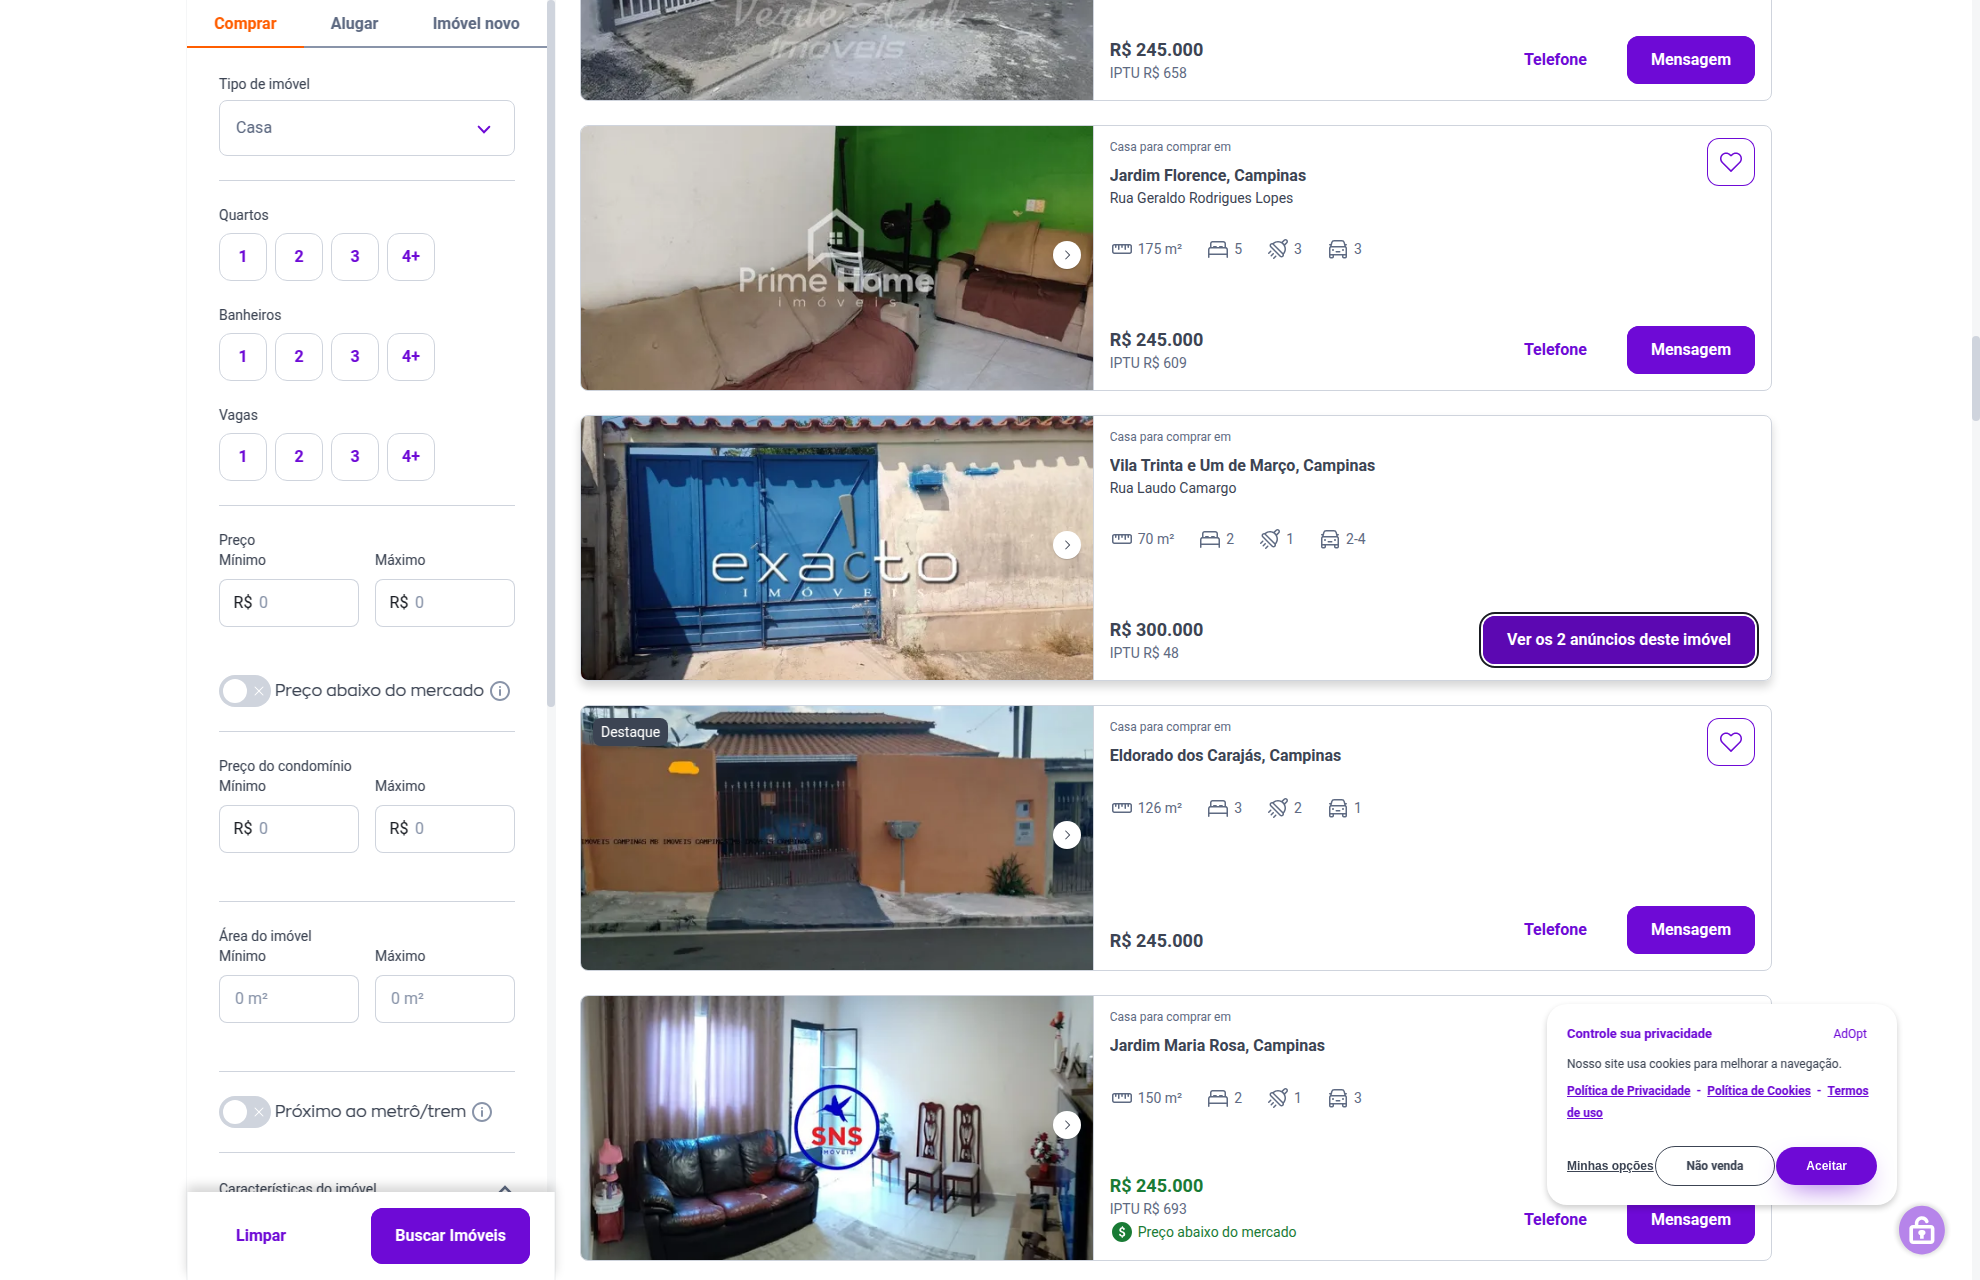 Comprar
Alugar
Imóvel novo
Tipo de imóvel
Casa
Quartos
1
2
3
4+
Banheiros
1
2
3
4+
Vagas
1
2
3
4+
Preço
Mínimo
Máximo
R$ 0
R$ 0
Preço abaixo do mercado
Preço do condomínio
Mínimo
Máximo
R$ 0
R$ 0
Área do imóvel
Mínimo
Máximo
0 m²
0 m²
Próximo ao metrô/trem
Características do imóvel
Limpar
Buscar Imóveis
Verde Azul
Imoveis
R$ 245.000
IPTU R$ 658
Telefone
Mensagem
Prime Home
imóveis
Casa para comprar em
Jardim Florence, Campinas
Rua Geraldo Rodrigues Lopes
175 m²
5
3
3
R$ 245.000
IPTU R$ 609
Telefone
Mensagem
exacto
IMÓVEIS
Casa para comprar em
Vila Trinta e Um de Março, Campinas
Rua Laudo Camargo
70 m²
2
1
2-4
R$ 300.000
IPTU R$ 48
Ver os 2 anúncios deste imóvel
Destaque
Casa para comprar em
Eldorado dos Carajás, Campinas
126 m²
3
2
1
R$ 245.000
Telefone
Mensagem
SNS
IMÓVEIS
Casa para comprar em
Jardim Maria Rosa, Campinas
150 m²
2
1
3
R$ 245.000
IPTU R$ 693
Preço abaixo do mercado
Telefone
Mensagem
Controle sua privacidade
AdOpt
Nosso site usa cookies para melhorar a navegação.
Política de Privacidade - Política de Cookies - Termos
de uso
Minhas opções
Não venda
Aceitar